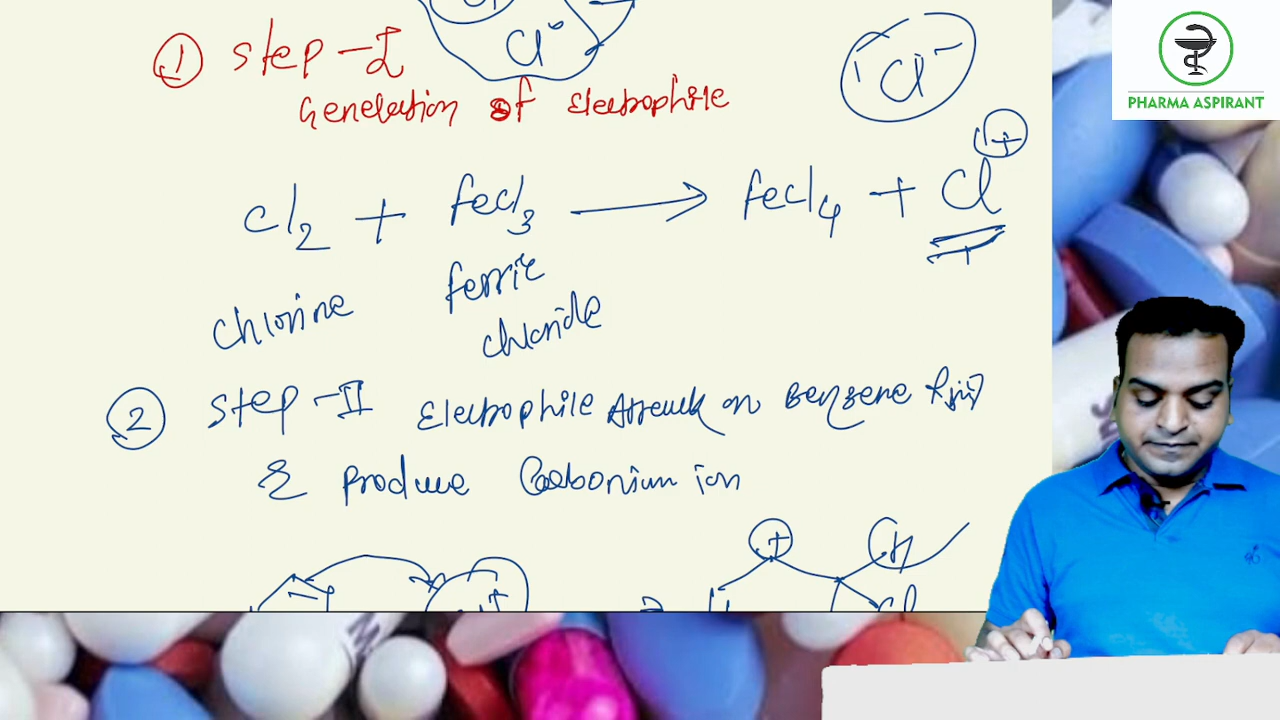 Cl
① Step-I
Cl⁻
Generation of Electrophile
PHARMA ASPIRANT
Cl₂ + FeCl₃ → FeCl₄ + Cl⁺
chlorine ferric chloride
② Step-II Electrophile Attack on Benzene Ring
& Produce Carbonium ion
+